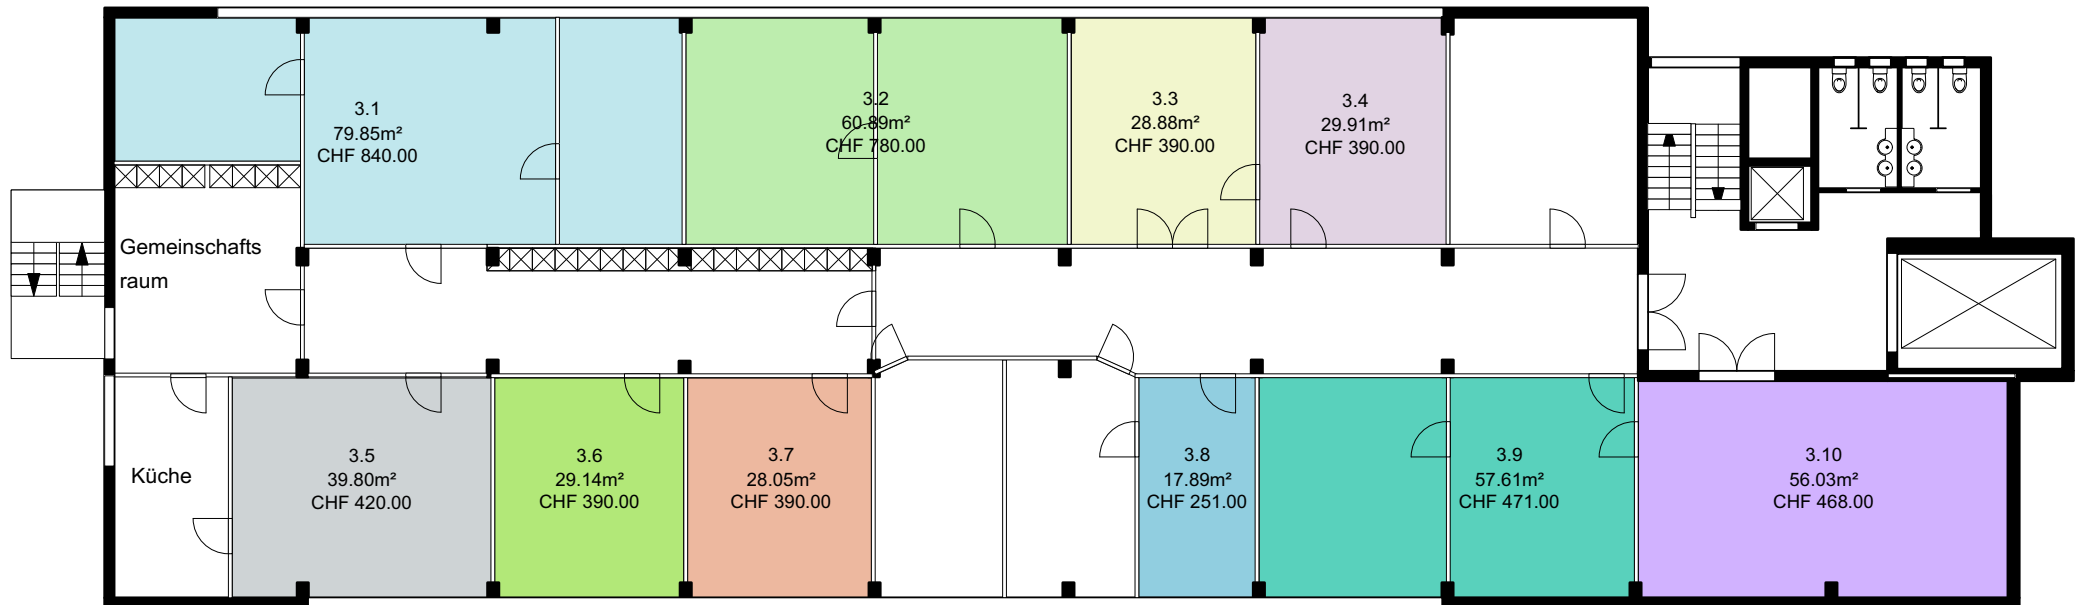 3.1
79.85m²
CHF 840.00
3.2
60.89m²
CHF 780.00
3.3
28.88m²
CHF 390.00
3.4
29.91m²
CHF 390.00
Gemeinschafts
raum
Küche
3.5
39.80m²
CHF 420.00
3.6
29.14m²
CHF 390.00
3.7
28.05m²
CHF 390.00
3.8
17.89m²
CHF 251.00
3.9
57.61m²
CHF 471.00
3.10
56.03m²
CHF 468.00